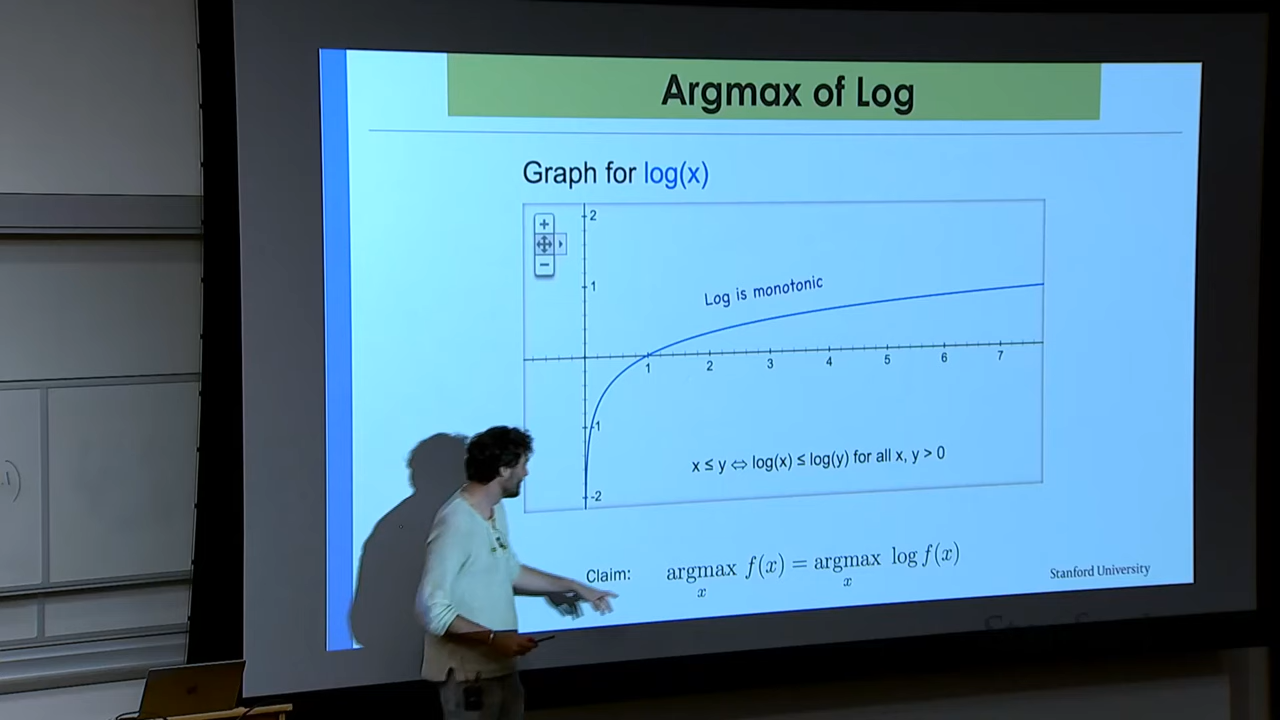 Argmax of Log
Graph for log(x)
+
−
2
1
-1
-2
1 2 3 4 5 6 7
Log is monotonic
x ≤ y ⇔ log(x) ≤ log(y) for all x, y > 0
Claim: argmax f(x) = argmax log f(x)
x x
Stanford University